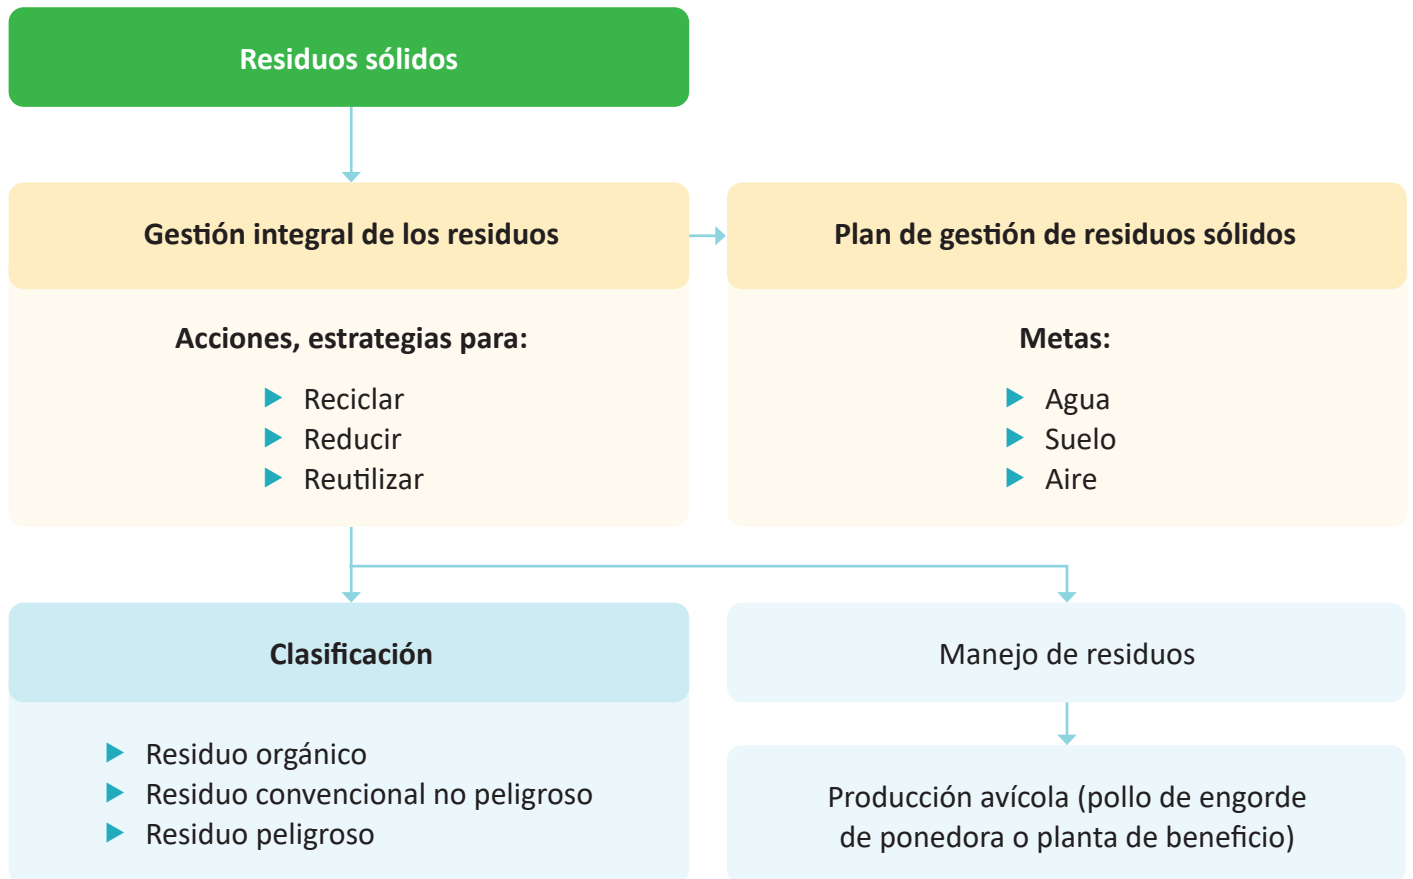 Residuos sólidos
Gestión integral de los residuos
Acciones, estrategias para:
Reciclar
Reducir
Reutilizar
Plan de gestión de residuos sólidos
Metas:
Agua
Suelo
Aire
Clasificación
Residuo orgánico
Residuo convencional no peligroso
Residuo peligroso
Manejo de residuos
Producción avícola (pollo de engorde
de ponedora o planta de beneficio)